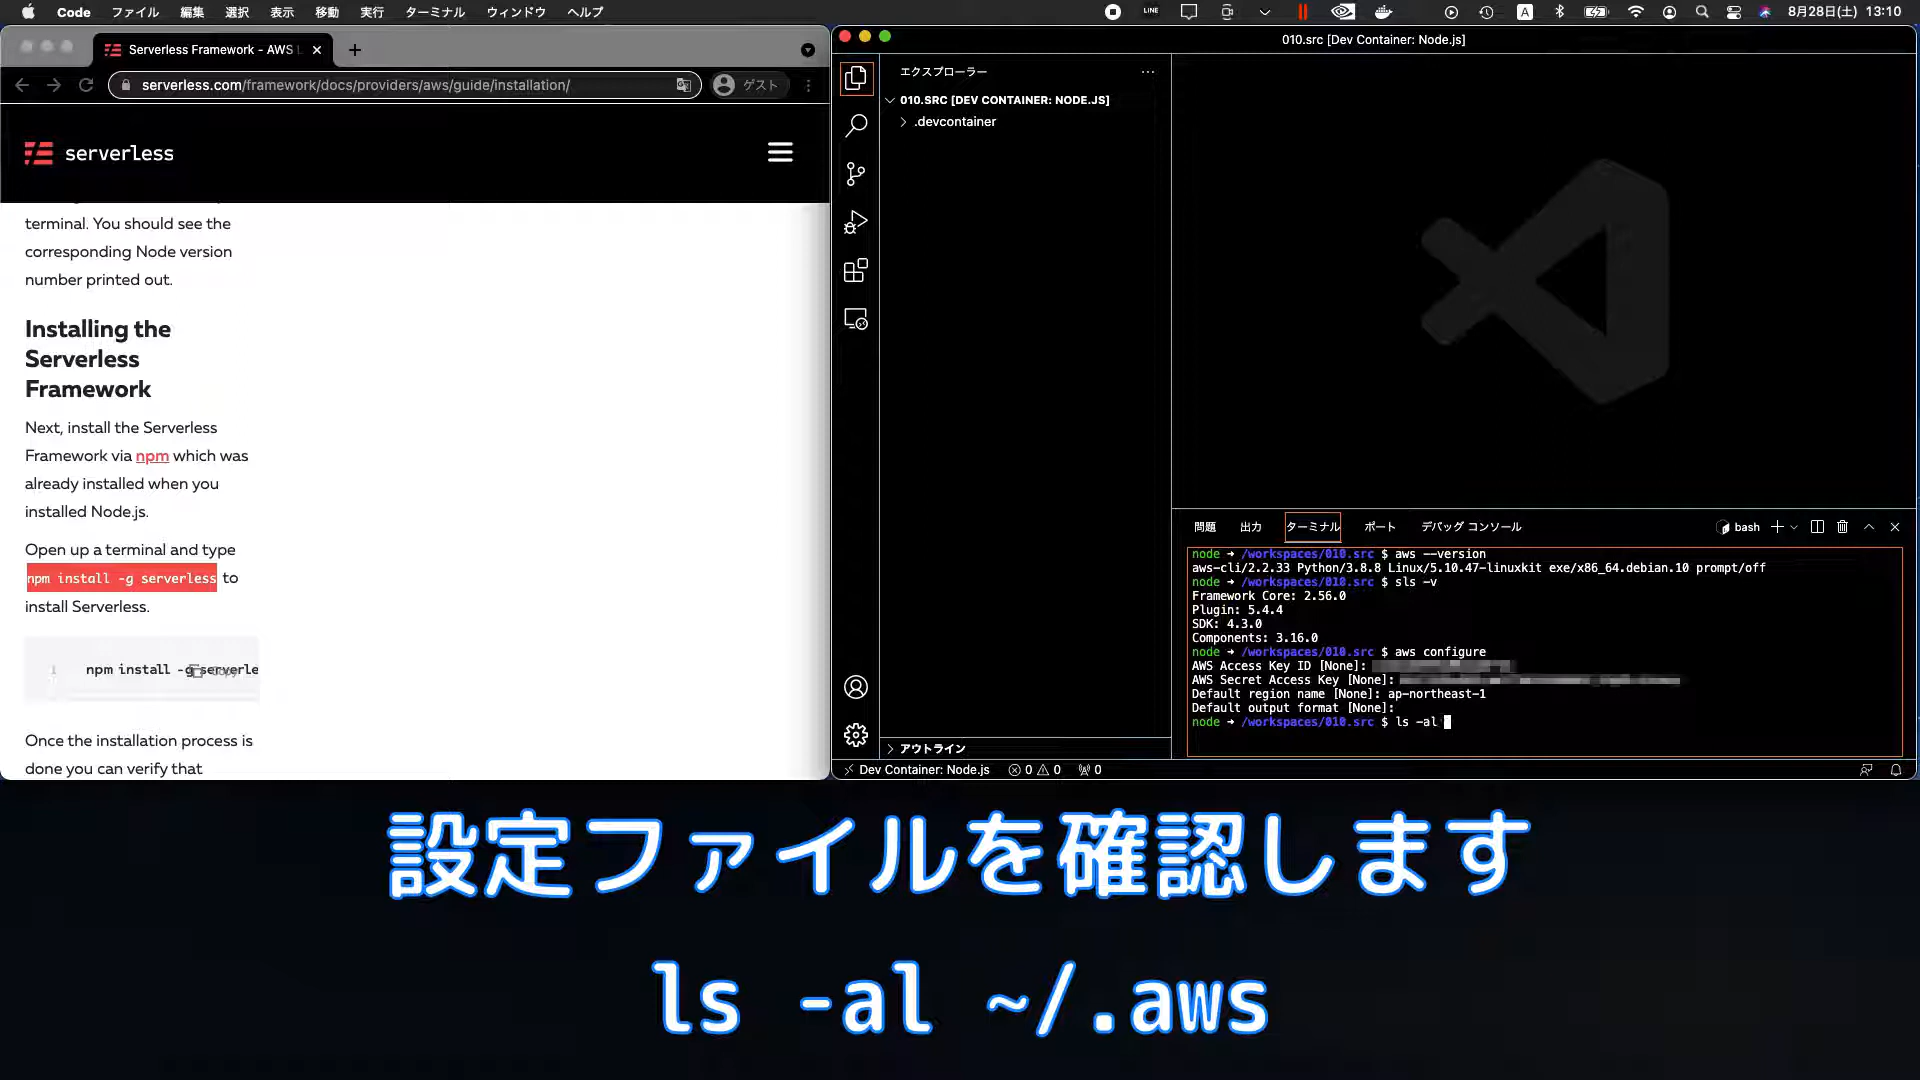 Code ファイル 編集 選択 表示 移動 実行 ターミナル ウィンドウ ヘルプ
LINE A 8月28日(土) 13:10
Serverless Framework - AWS
serverless.com/framework/docs/providers/aws/guide/installation/
ゲスト
serverless
terminal. You should see the
corresponding Node version
number printed out.
Installing the
Serverless
Framework
Next, install the Serverless
Framework via npm which was
already installed when you
installed Node.js.
Open up a terminal and type
npm install -g serverless to
install Serverless.
1 npm install -g serverle
Copy
Once the installation process is
done you can verify that
010.src [Dev Container: Node.js]
エクスプローラー
010.SRC [DEV CONTAINER: NODE.JS]
.devcontainer
アウトライン
問題 出力 ターミナル ポート デバッグ コンソール
bash
node → /workspaces/010.src $ aws --version
aws-cli/2.2.33 Python/3.8.8 Linux/5.10.47-linuxkit exe/x86_64.debian.10 prompt/off
node → /workspaces/010.src $ sls -v
Framework Core: 2.56.0
Plugin: 5.4.4
SDK: 4.3.0
Components: 3.16.0
node → /workspaces/010.src $ aws configure
AWS Access Key ID [None]:
AWS Secret Access Key [None]:
Default region name [None]: ap-northeast-1
Default output format [None]:
node → /workspaces/010.src $ ls -al
Dev Container: Node.js 0 0 0
設定ファイルを確認します
ls -al ~/.aws